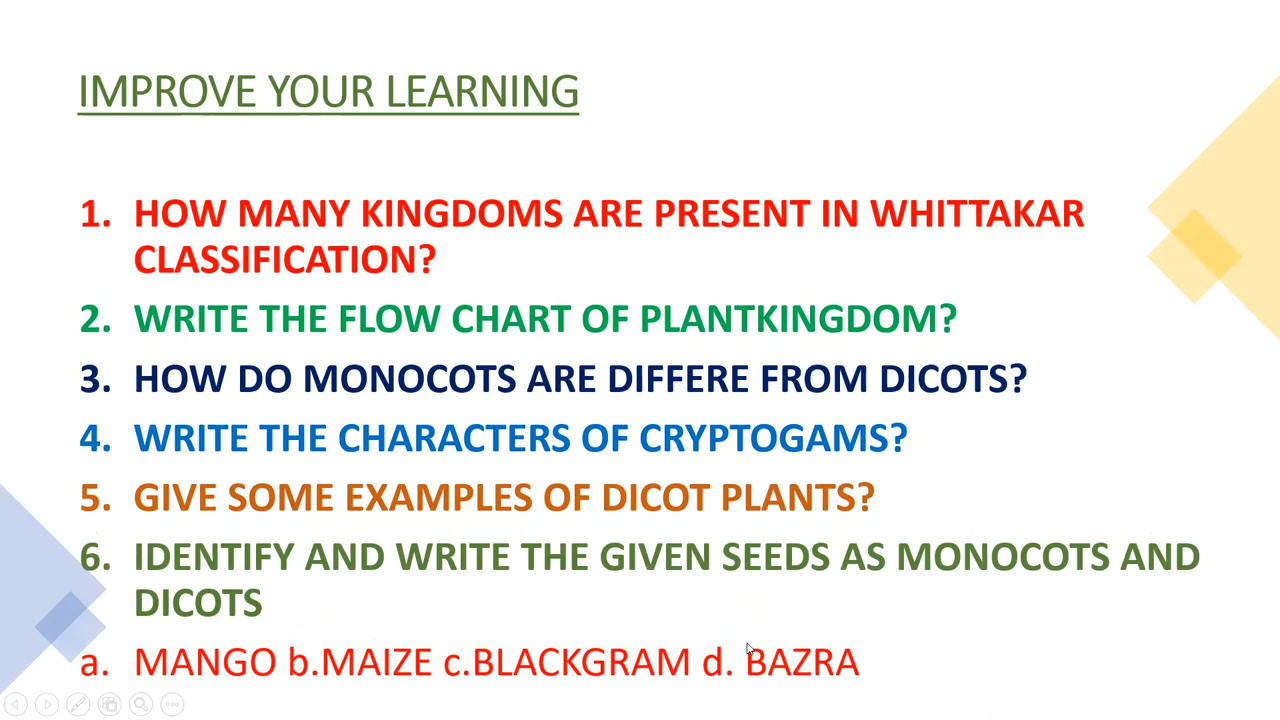 IMPROVE YOUR LEARNING
1. HOW MANY KINGDOMS ARE PRESENT IN WHITTAKAR
CLASSIFICATION?
2. WRITE THE FLOW CHART OF PLANTKINGDOM?
3. HOW DO MONOCOTS ARE DIFFERE FROM DICOTS?
4. WRITE THE CHARACTERS OF CRYPTOGAMS?
5. GIVE SOME EXAMPLES OF DICOT PLANTS?
6. IDENTIFY AND WRITE THE GIVEN SEEDS AS MONOCOTS AND
DICOTS
a. MANGO b.MAIZE c.BLACKGRAM d. BAZRA